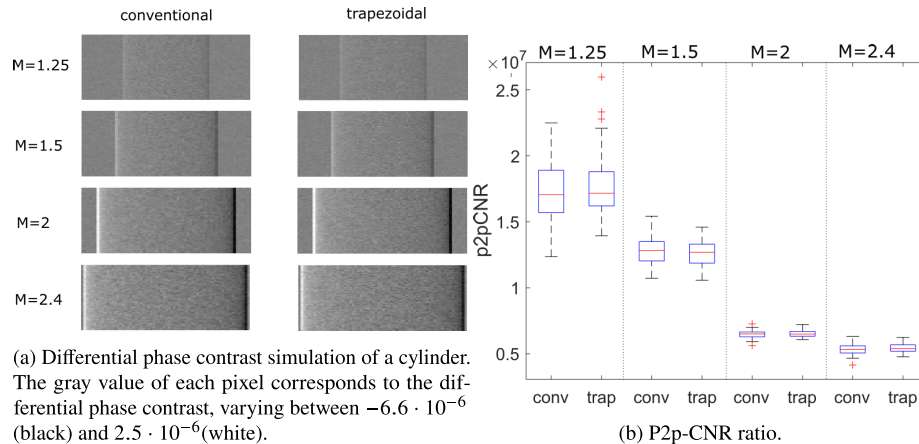 conventional
trapezoidal
M=1.25
M=1.5
M=2
M=2.4
(a) Differential phase contrast simulation of a cylinder.
The gray value of each pixel corresponds to the dif-
ferential phase contrast, varying between −6.6 · 10⁻⁶
(black) and 2.5 · 10⁻⁶(white).
M=1.25
M=1.5
M=2
M=2.4
×10⁷
2.5
2
1.5
1
0.5
p2pCNR
conv
trap
conv
trap
conv
trap
conv
trap
(b) P2p-CNR ratio.